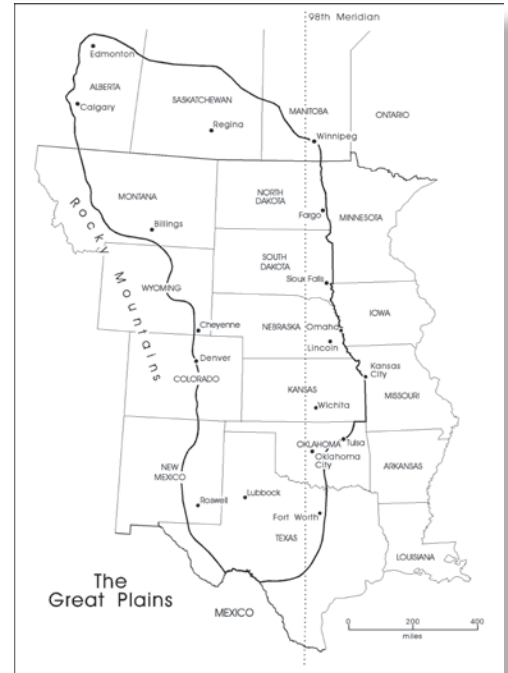 98th Meridian
Edmonton
ALBERTA
Calgary
SASKATCHEWAN
Regina
MANITOBA
Winnipeg
ONTARIO
MONTANA
Billings
NORTH
DAKOTA
Fargo
MINNESOTA
Rocky Mountains
SOUTH
DAKOTA
Sioux Falls
WYOMING
Cheyenne
NEBRASKA
Omaha
Lincoln
IOWA
Denver
COLORADO
KANSAS
Wichita
Kansas
City
MISSOURI
OKLAHOMA
Tulsa
Oklahoma
City
ARKANSAS
NEW
MEXICO
Roswell
Lubbock
Fort Worth
TEXAS
LOUISIANA
The
Great Plains
MEXICO
0 200 400
miles